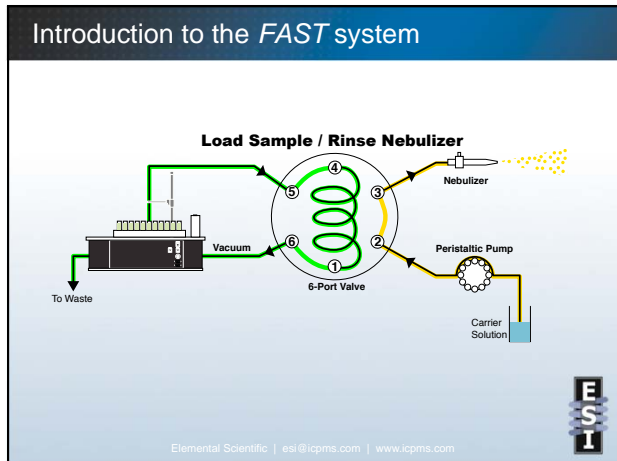 Introduction to the FAST system
Load Sample / Rinse Nebulizer
4
5
3
Nebulizer
6
2
Vacuum
Peristaltic Pump
1
6-Port Valve
To Waste
Carrier
Solution
ESI
Elemental Scientific | esi@icpms.com | www.icpms.com